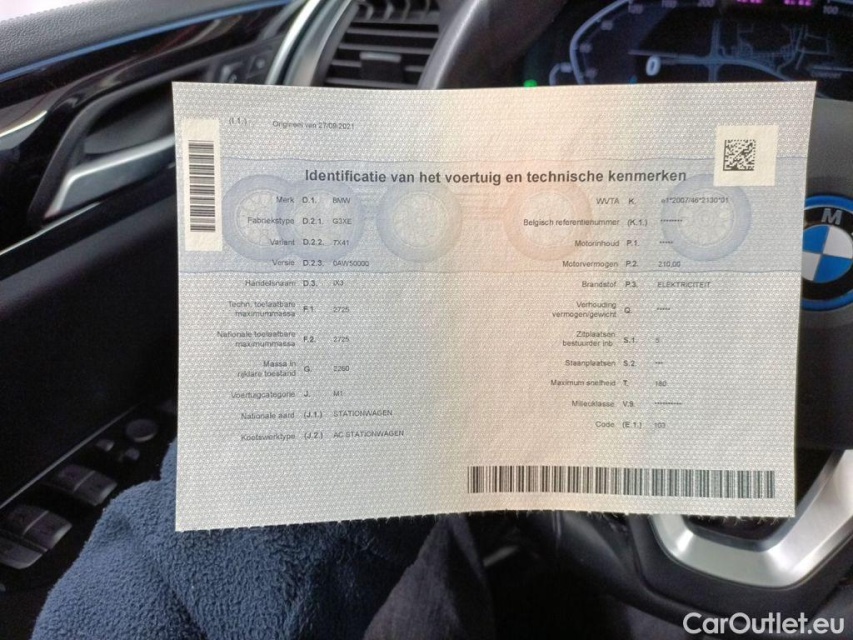 (I.1.) Origineel van 27/09/2021
Identificatie van het voertuig en technische kenmerken
Merk D.1. BMW
Fabriekstype D.2.1. G3XE
Variant D.2.2. 7X41
Versie D.2.3. 0AW50000
Handelsnaam D.3. IX3
Techn. toelaatbare
maximummassa F.1 2725
Nationale toelaatbare
maximummassa F.2. 2725
Massa in
rijklare toestand G. 2260
Voertuigcategorie J. M1
Nationale aard (J.1.) STATIONWAGEN
Koetswerktype (J.2.) AC STATIONWAGEN
WVTA K. e1*2007/46*2130*01
Belgisch referentienummer (K.1.) -------
Motorinhoud P.1. -----
Motorvermogen P.2. 210,00
Brandstof P.3. ELEKTRICITEIT
Verhouding
vermogen/gewicht Q. -----
Zitplaatsen
bestuurder inb. S.1. 5
Staanplaatsen S.2. ---
Maximum snelheid T. 180
Milieuklasse V.9. ----------
Code (E.1.) 103
M
CarOutlet.eu